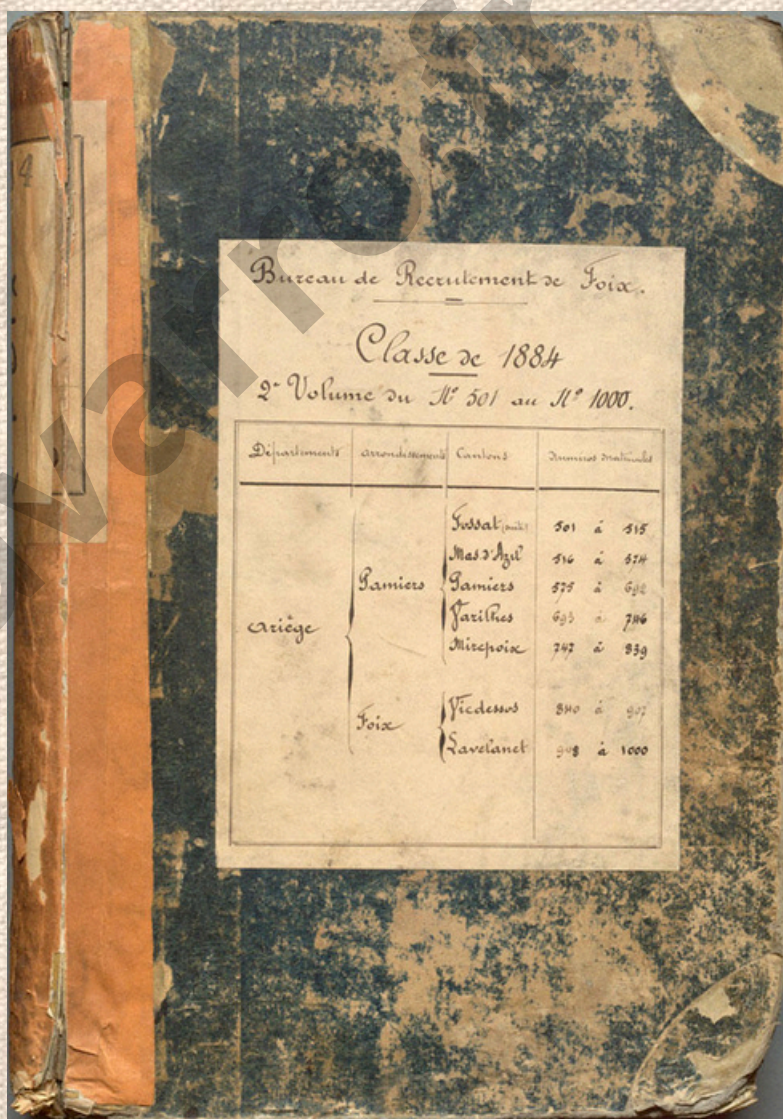 Bureau de Recrutement de Foix.
Classe de 1884
2e Volume du No 501 au No 1000.
Départements arrondissements Cantons Numéros Matricules
Fossat (suite) 501 à 515
Mas d'Azil 516 à 574
Pamiers Pamiers 575 à 692
Varilhes 693 à 746
ariège
Mirepoix 747 à 839
Vicdessos 840 à 907
Foix
Lavelanet 908 à 1000
4